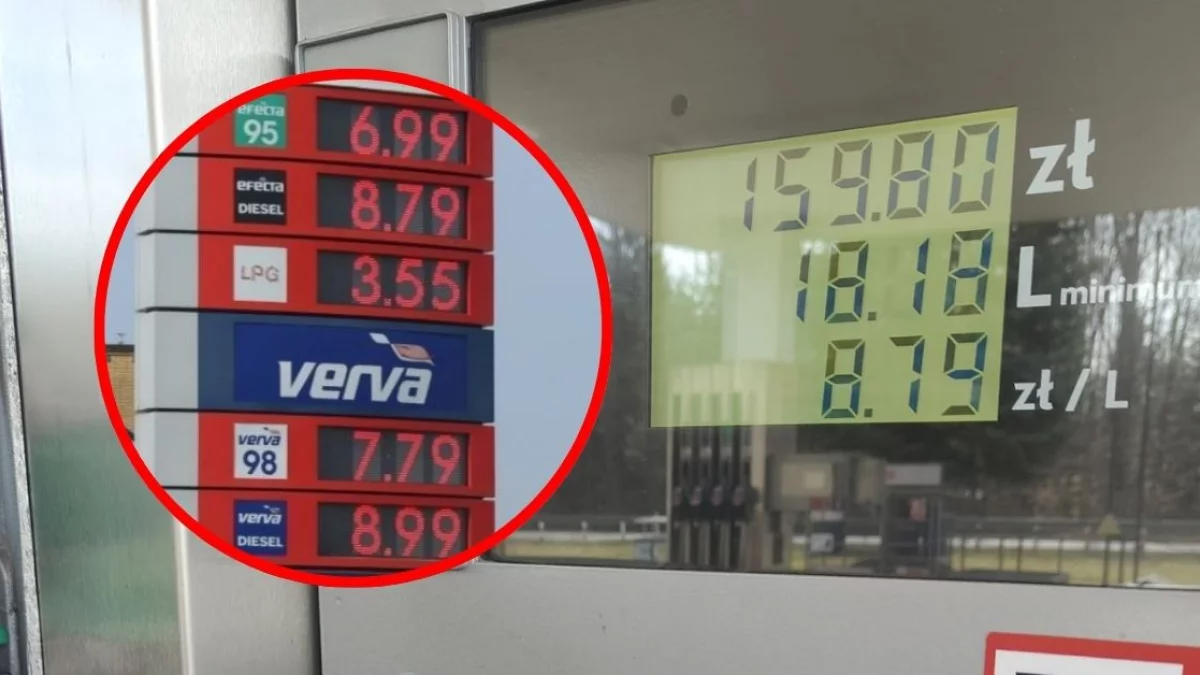 efecta
95
6.99
efecta
DIESEL
8.79
LPG
3.55
verva
verva
98
7.79
verva
DIESEL
8.99
159.80 zł
18.18 L minimum
8.79 zł / L